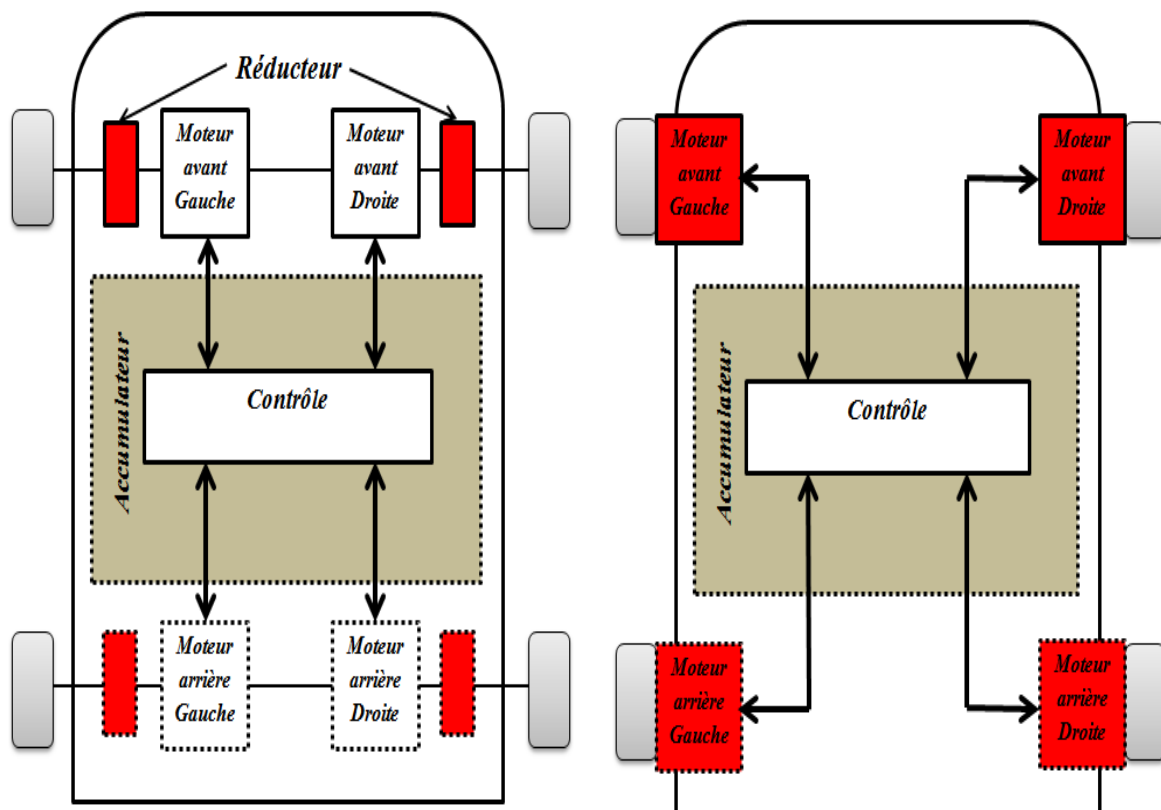 Réducteur
Moteur
avant
Gauche
Moteur
avant
Droite
Accumulateur
Contrôle
Moteur
arrière
Gauche
Moteur
arrière
Droite
Moteur
avant
Gauche
Moteur
avant
Droite
Accumulateur
Contrôle
Moteur
arrière
Gauche
Moteur
arrière
Droite